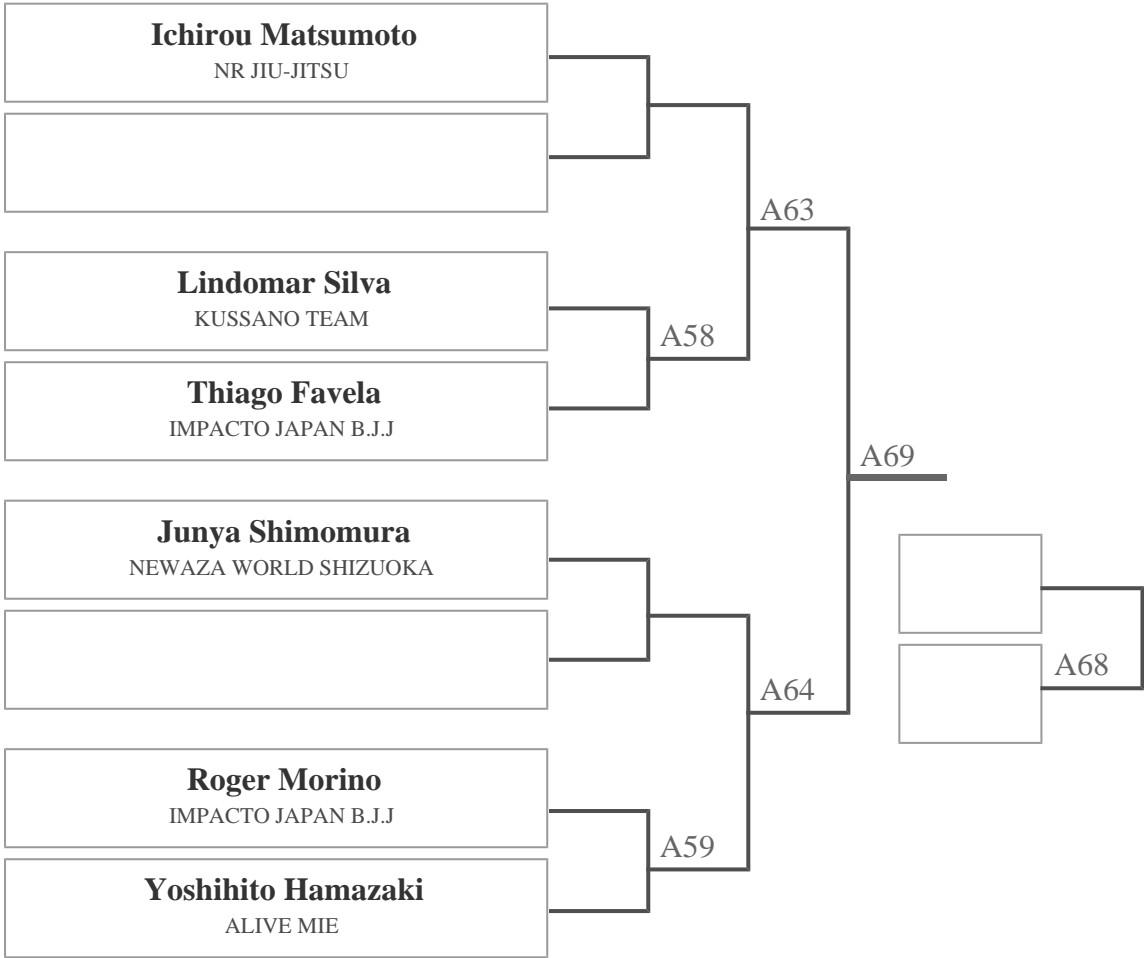 Ichirou Matsumoto
NR JIU-JITSU
A63
Lindomar Silva
KUSSANO TEAM
A58
Thiago Favela
IMPACTO JAPAN B.J.J
A69
Junya Shimomura
NEWAZA WORLD SHIZUOKA
A68
A64
Roger Morino
IMPACTO JAPAN B.J.J
A59
Yoshihito Hamazaki
ALIVE MIE